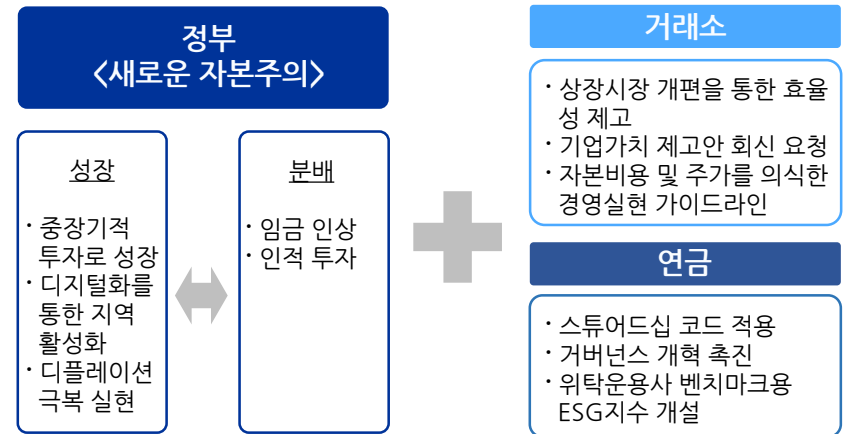 정부
<새로운 자본주의>
성장
· 중장기적
투자로 성장
· 디지털화를
통한 지역
활성화
· 디플레이션
극복 실현
분배
· 임금 인상
· 인적 투자
거래소
· 상장시장 개편을 통한 효율
성 제고
· 기업가치 제고안 회신 요청
· 자본비용 및 주가를 의식한
경영실현 가이드라인
연금
· 스튜어드십 코드 적용
· 거버넌스 개혁 촉진
· 위탁운용사 벤치마크용
ESG지수 개설